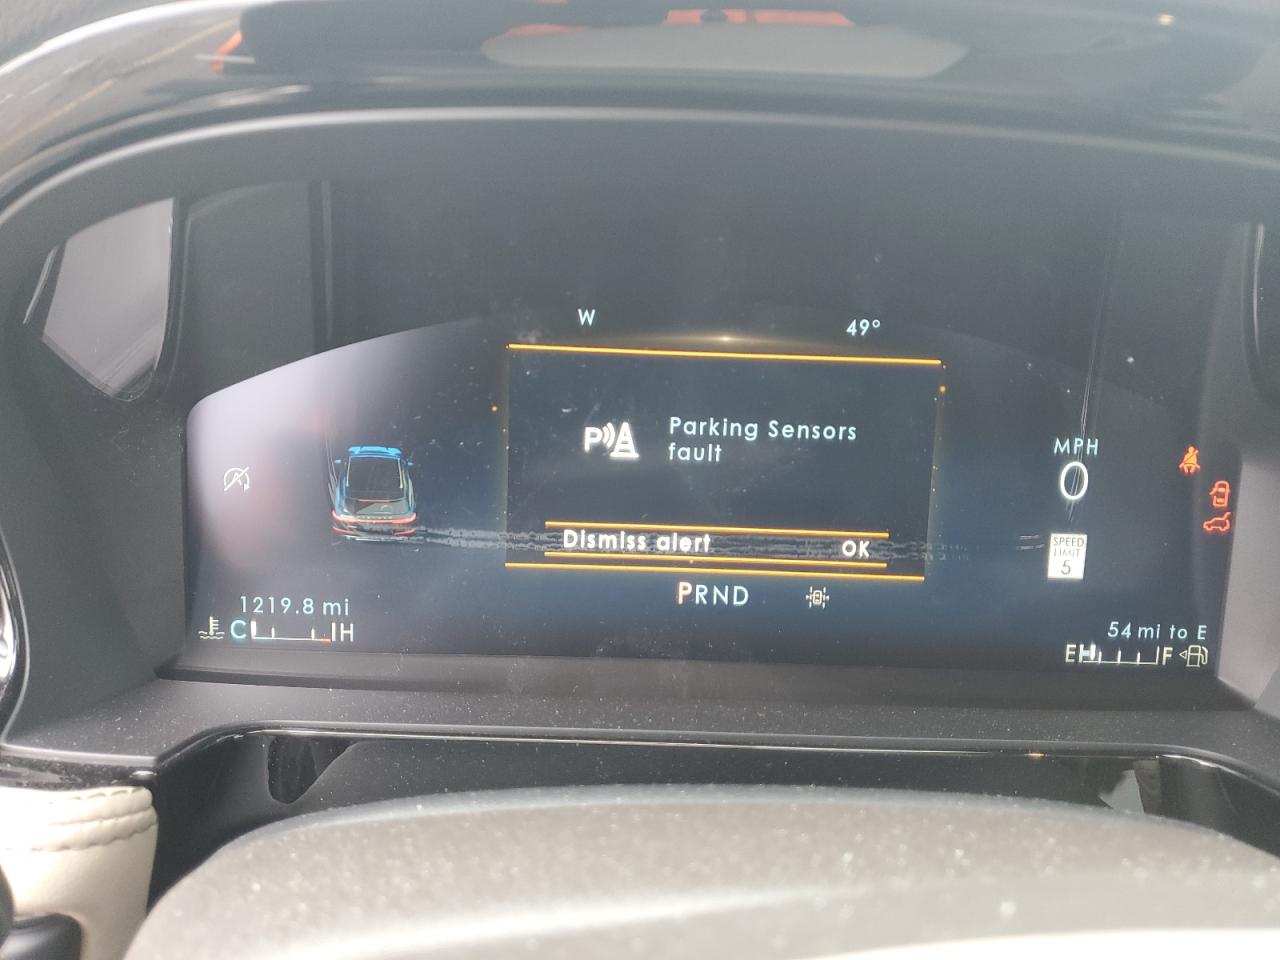 W
49°
Parking Sensors
fault
P
MPH
0
Dismiss alert OK
SPEED
LIMIT
5
PRND
1219.8 mi
54 mi to E
C H
E F